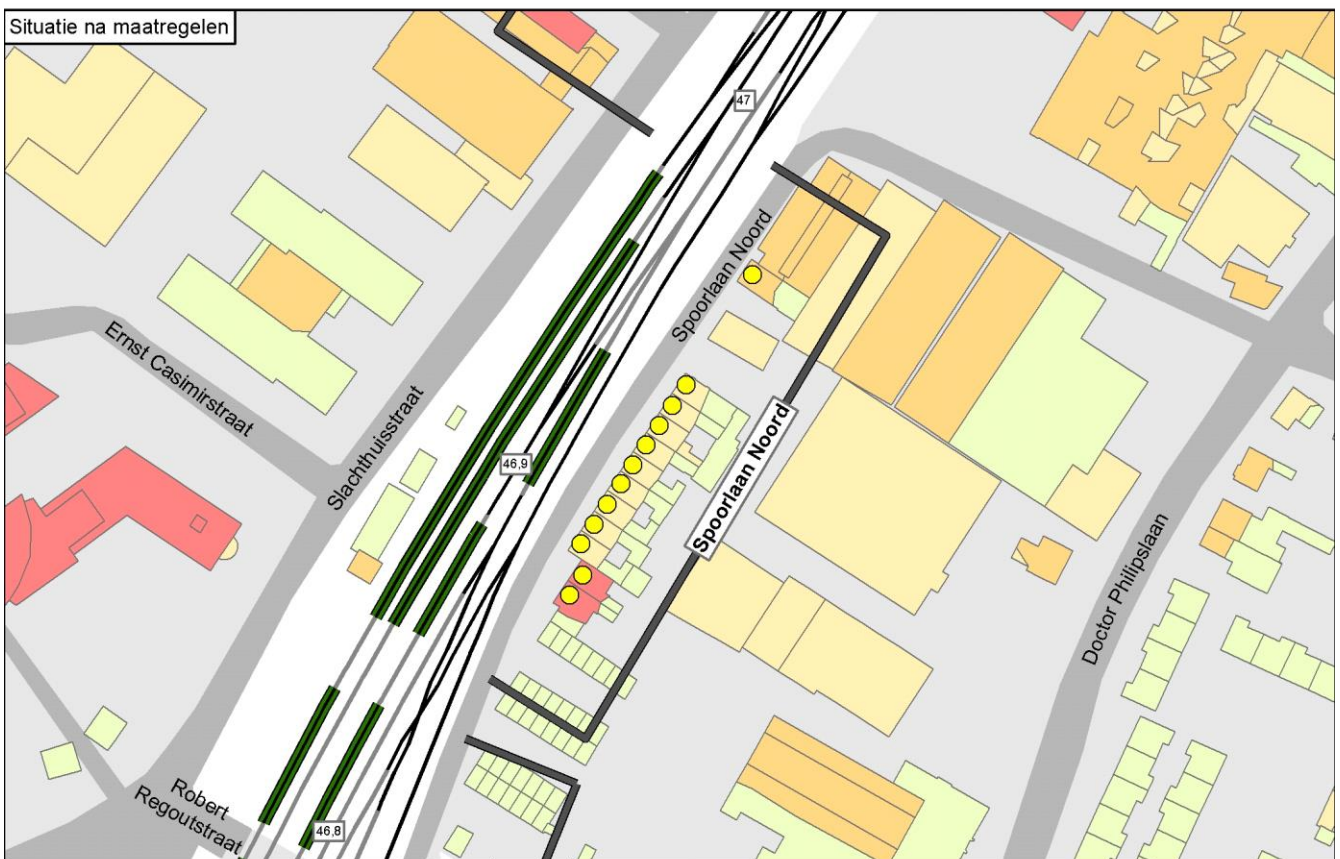 Situatie na maatregelen
47
Spoorlaan Noord
Ernst Casimirstraat
Slachthuisstraat
46,9
Spoorlaan Noord
Doctor Philipslaan
Robert
Regoutstraat
46,8